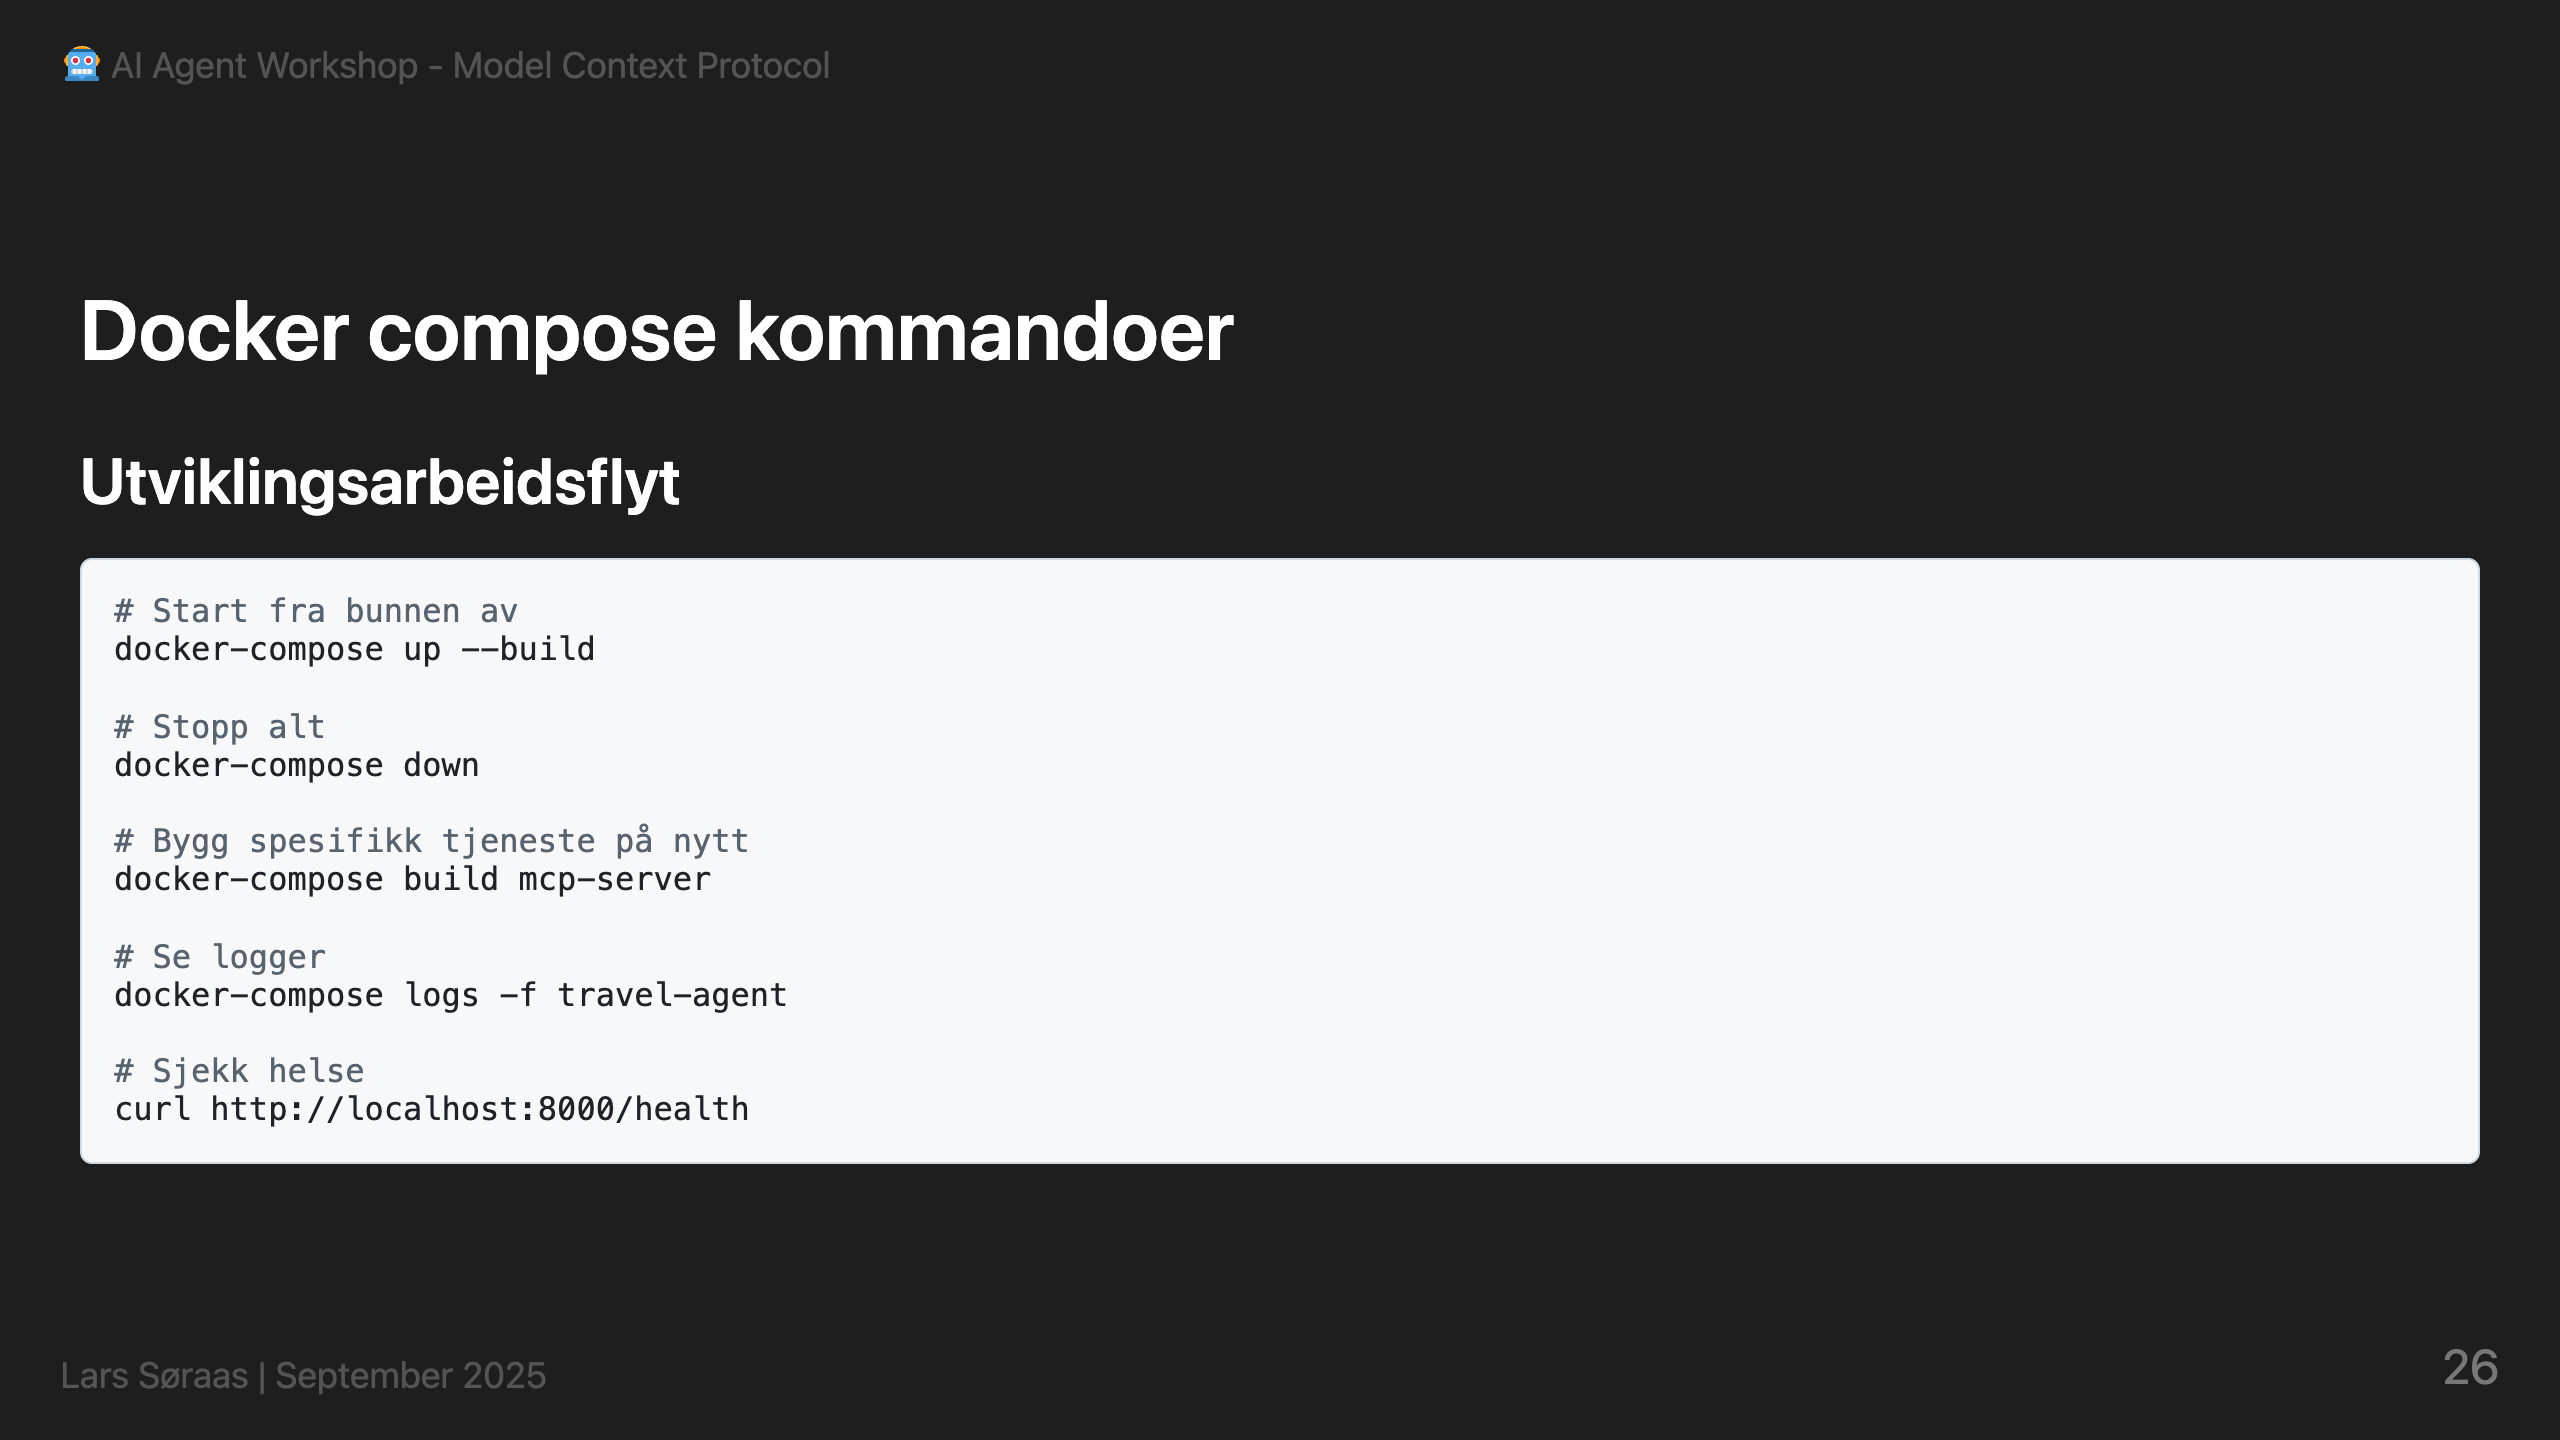 AI Agent Workshop - Model Context Protocol
Docker compose kommandoer
Utviklingsarbeidsflyt
# Start fra bunnen av
docker-compose up --build
# Stopp alt
docker-compose down
# Bygg spesifikk tjeneste på nytt
docker-compose build mcp-server
# Se logger
docker-compose logs -f travel-agent
# Sjekk helse
curl http://localhost:8000/health
Lars Søraas | September 2025
26